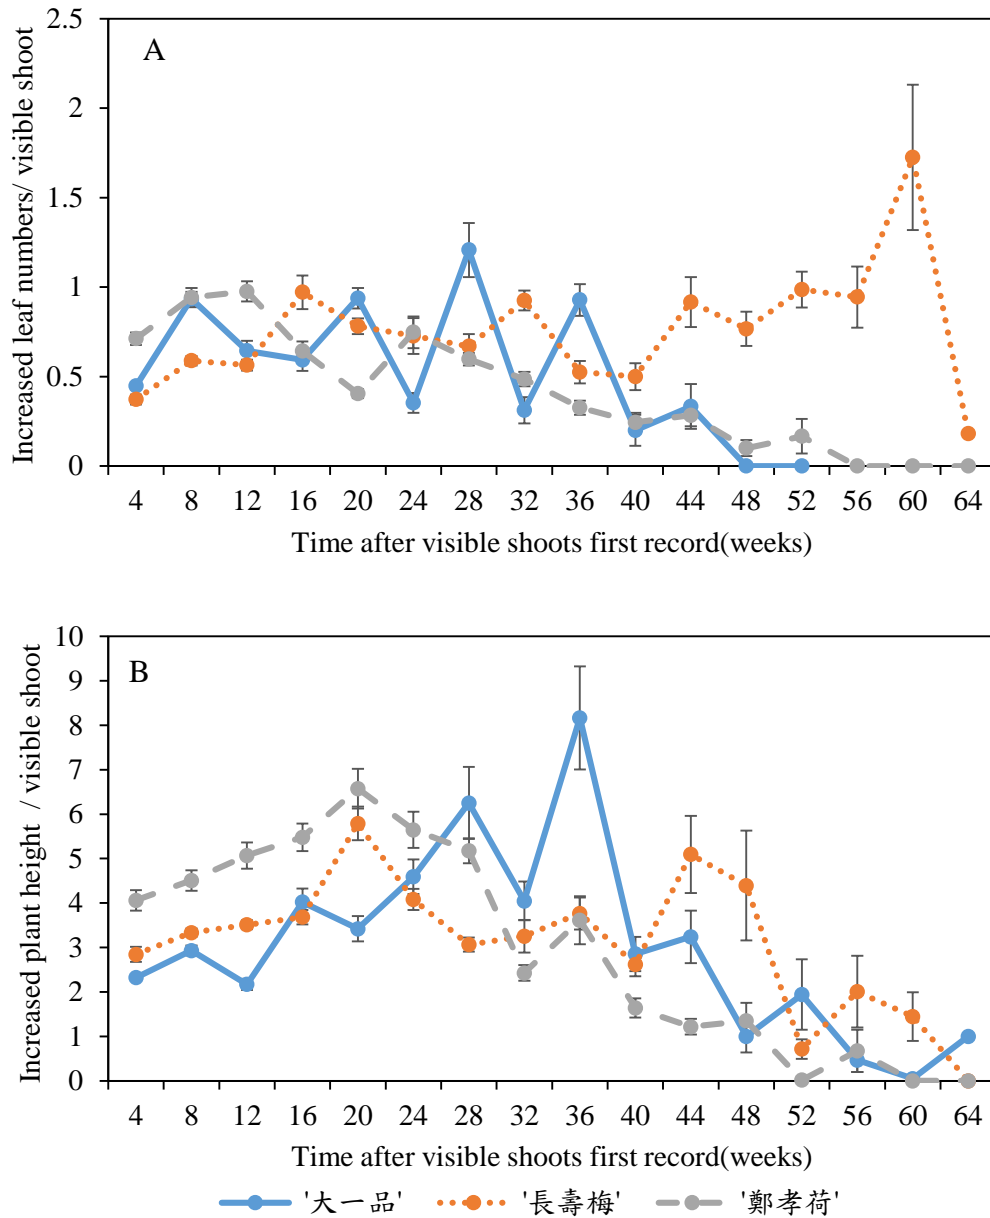 A
Increased leaf numbers/ visible shoot
2.5
2
1.5
1
0.5
0
4 8 12 16 20 24 28 32 36 40 44 48 52 56 60 64
Time after visible shoots first record(weeks)
B
Increased plant height / visible shoot
10
9
8
7
6
5
4
3
2
1
0
4 8 12 16 20 24 28 32 36 40 44 48 52 56 60 64
Time after visible shoots first record(weeks)
'大一品' '長壽梅' '鄭孝荷'